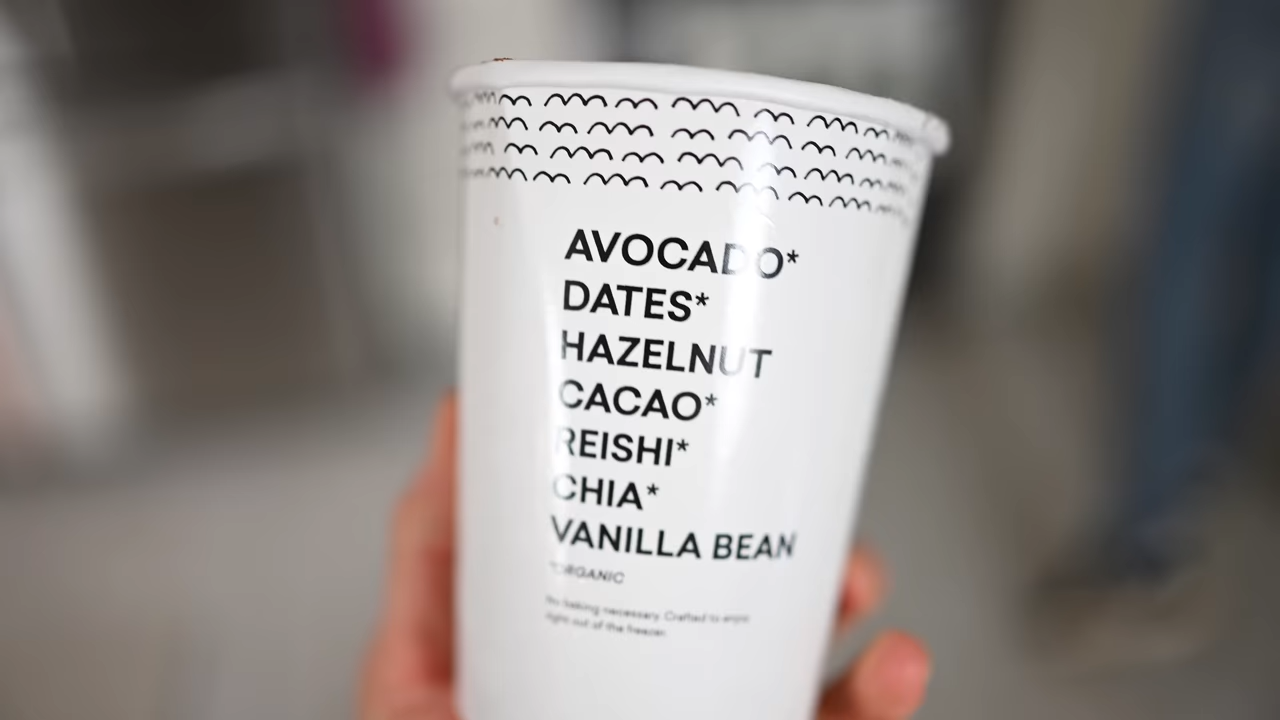 AVOCADO*
DATES*
HAZELNUT
CACAO*
REISHI*
CHIA*
VANILLA BEAN
*ORGANIC
No baking necessary. Crafted to enjoy
right out of the freezer.